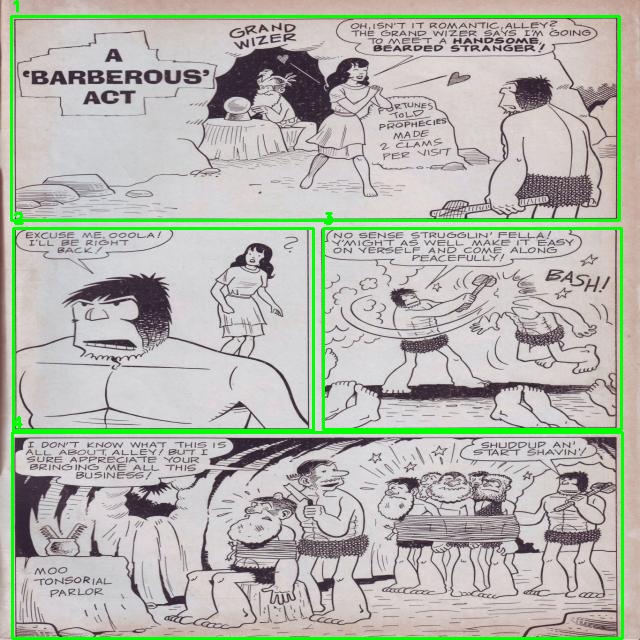 1
A
'BARBEROUS'
ACT
GRAND
WIZER
OH, ISN'T IT ROMANTIC, ALLEY?
THE GRAND WIZER SAYS I'M GOING
TO MEET A HANDSOME,
BEARDED STRANGER!
FORTUNES
TOLD
PROPHECIES
MADE
2 CLAMS
PER VISIT
2
EXCUSE ME, OOOLA!
I'LL BE RIGHT
BACK!
?
3
NO SENSE STRUGGLIN' FELLA!
Y'MIGHT AS WELL MAKE IT EASY
ON YERSELF AND COME ALONG
PEACEFULLY!
BASH!
4
I DON'T KNOW WHAT THIS IS
ALL ABOUT, ALLEY! BUT I
SURE APPRECIATE YOUR
BRINGING ME ALL THIS
BUSINESS!
SHUDDUP AN'
START SHAVIN'!
MOO
TONSORIAL
PARLOR